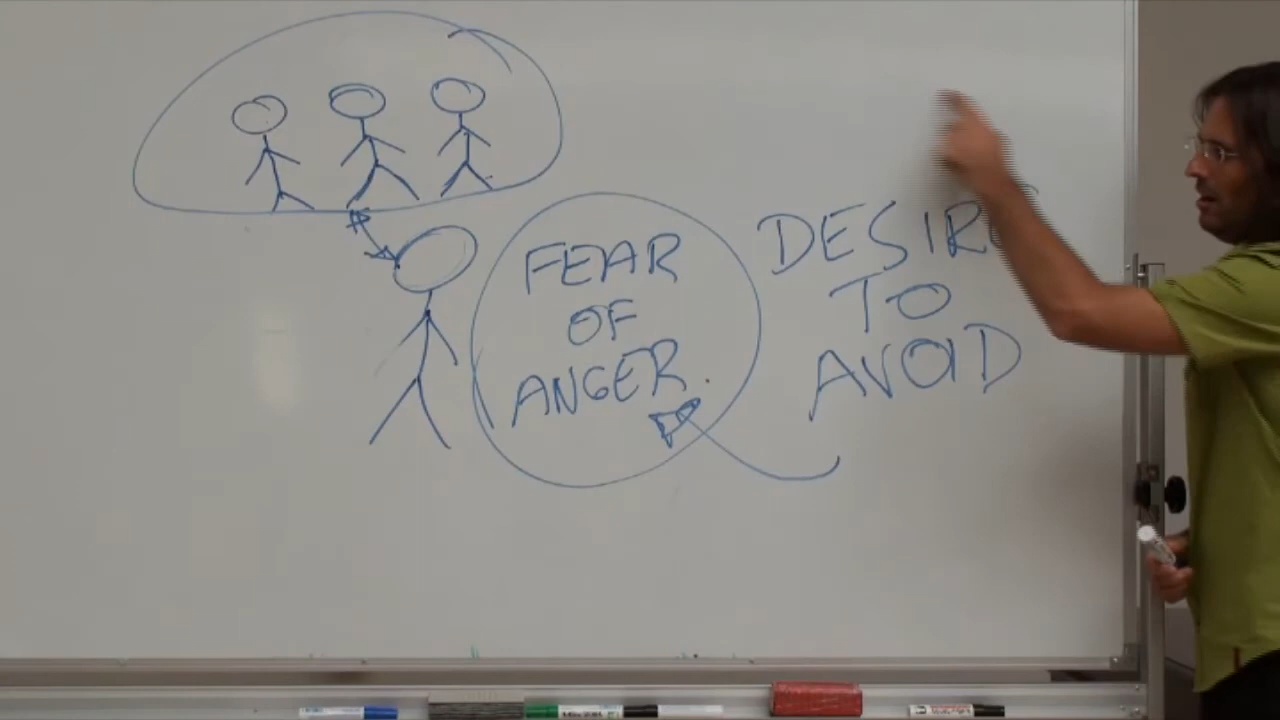 FEAR
OF
ANGER.
DESIRE
TO
AVOID